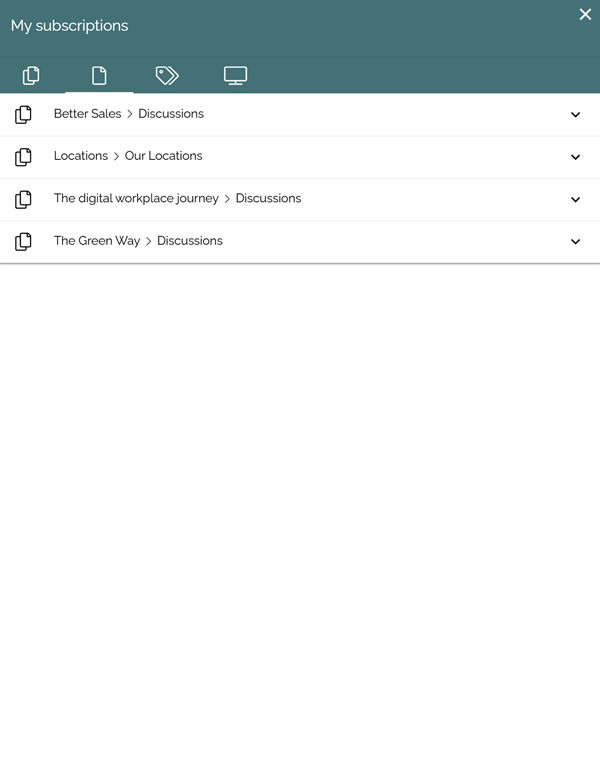 My subscriptions
Better Sales > Discussions
Locations > Our Locations
The digital workplace journey > Discussions
The Green Way > Discussions